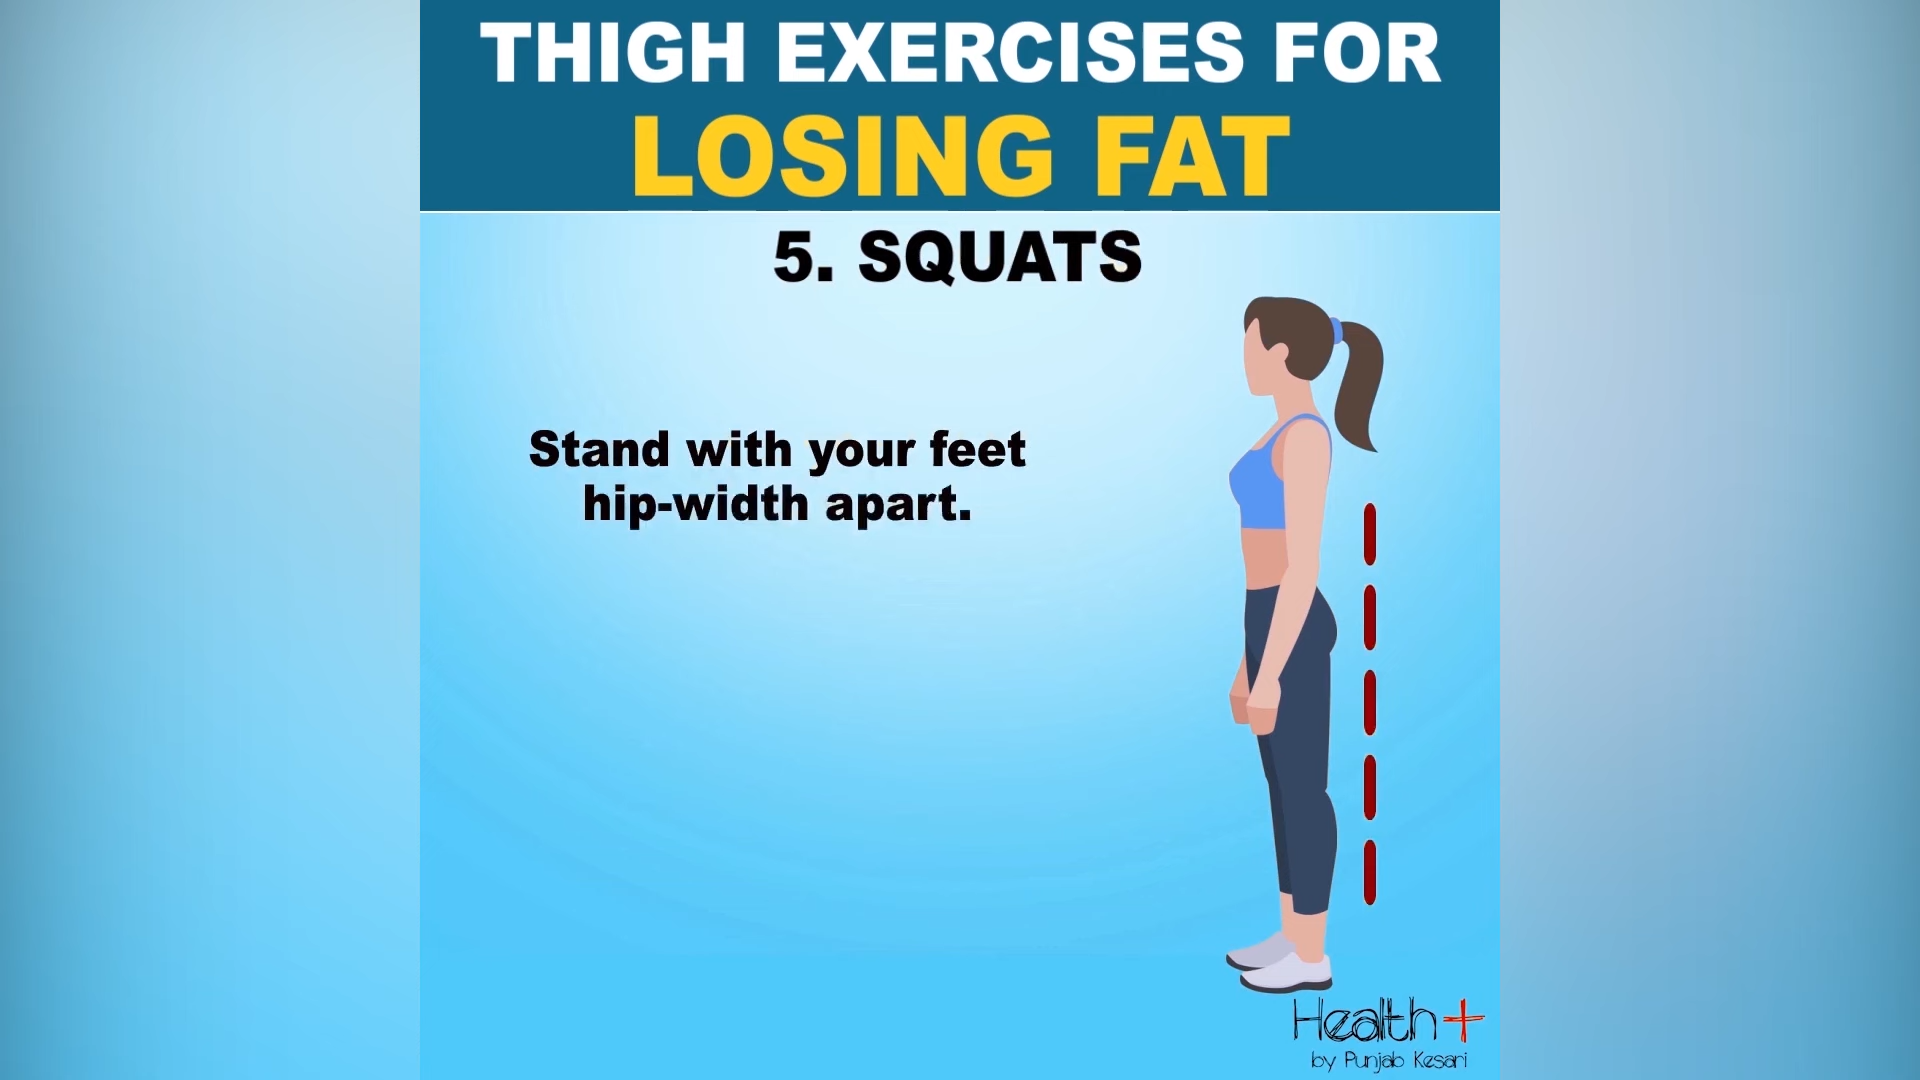 THIGH EXERCISES FOR
LOSING FAT
5. SQUATS
Stand with your feet
hip-width apart.
Health+
by Punjab Kesari